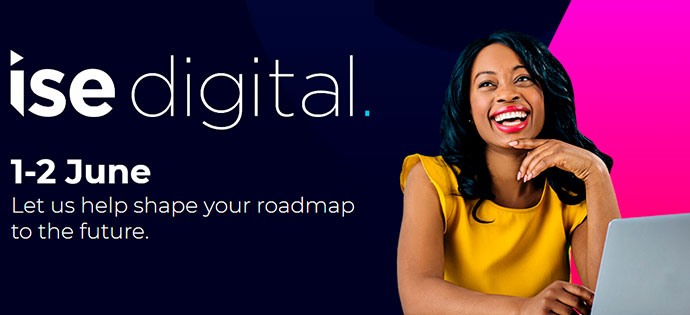 ise digital.
1-2 June
Let us help shape your roadmap
to the future.